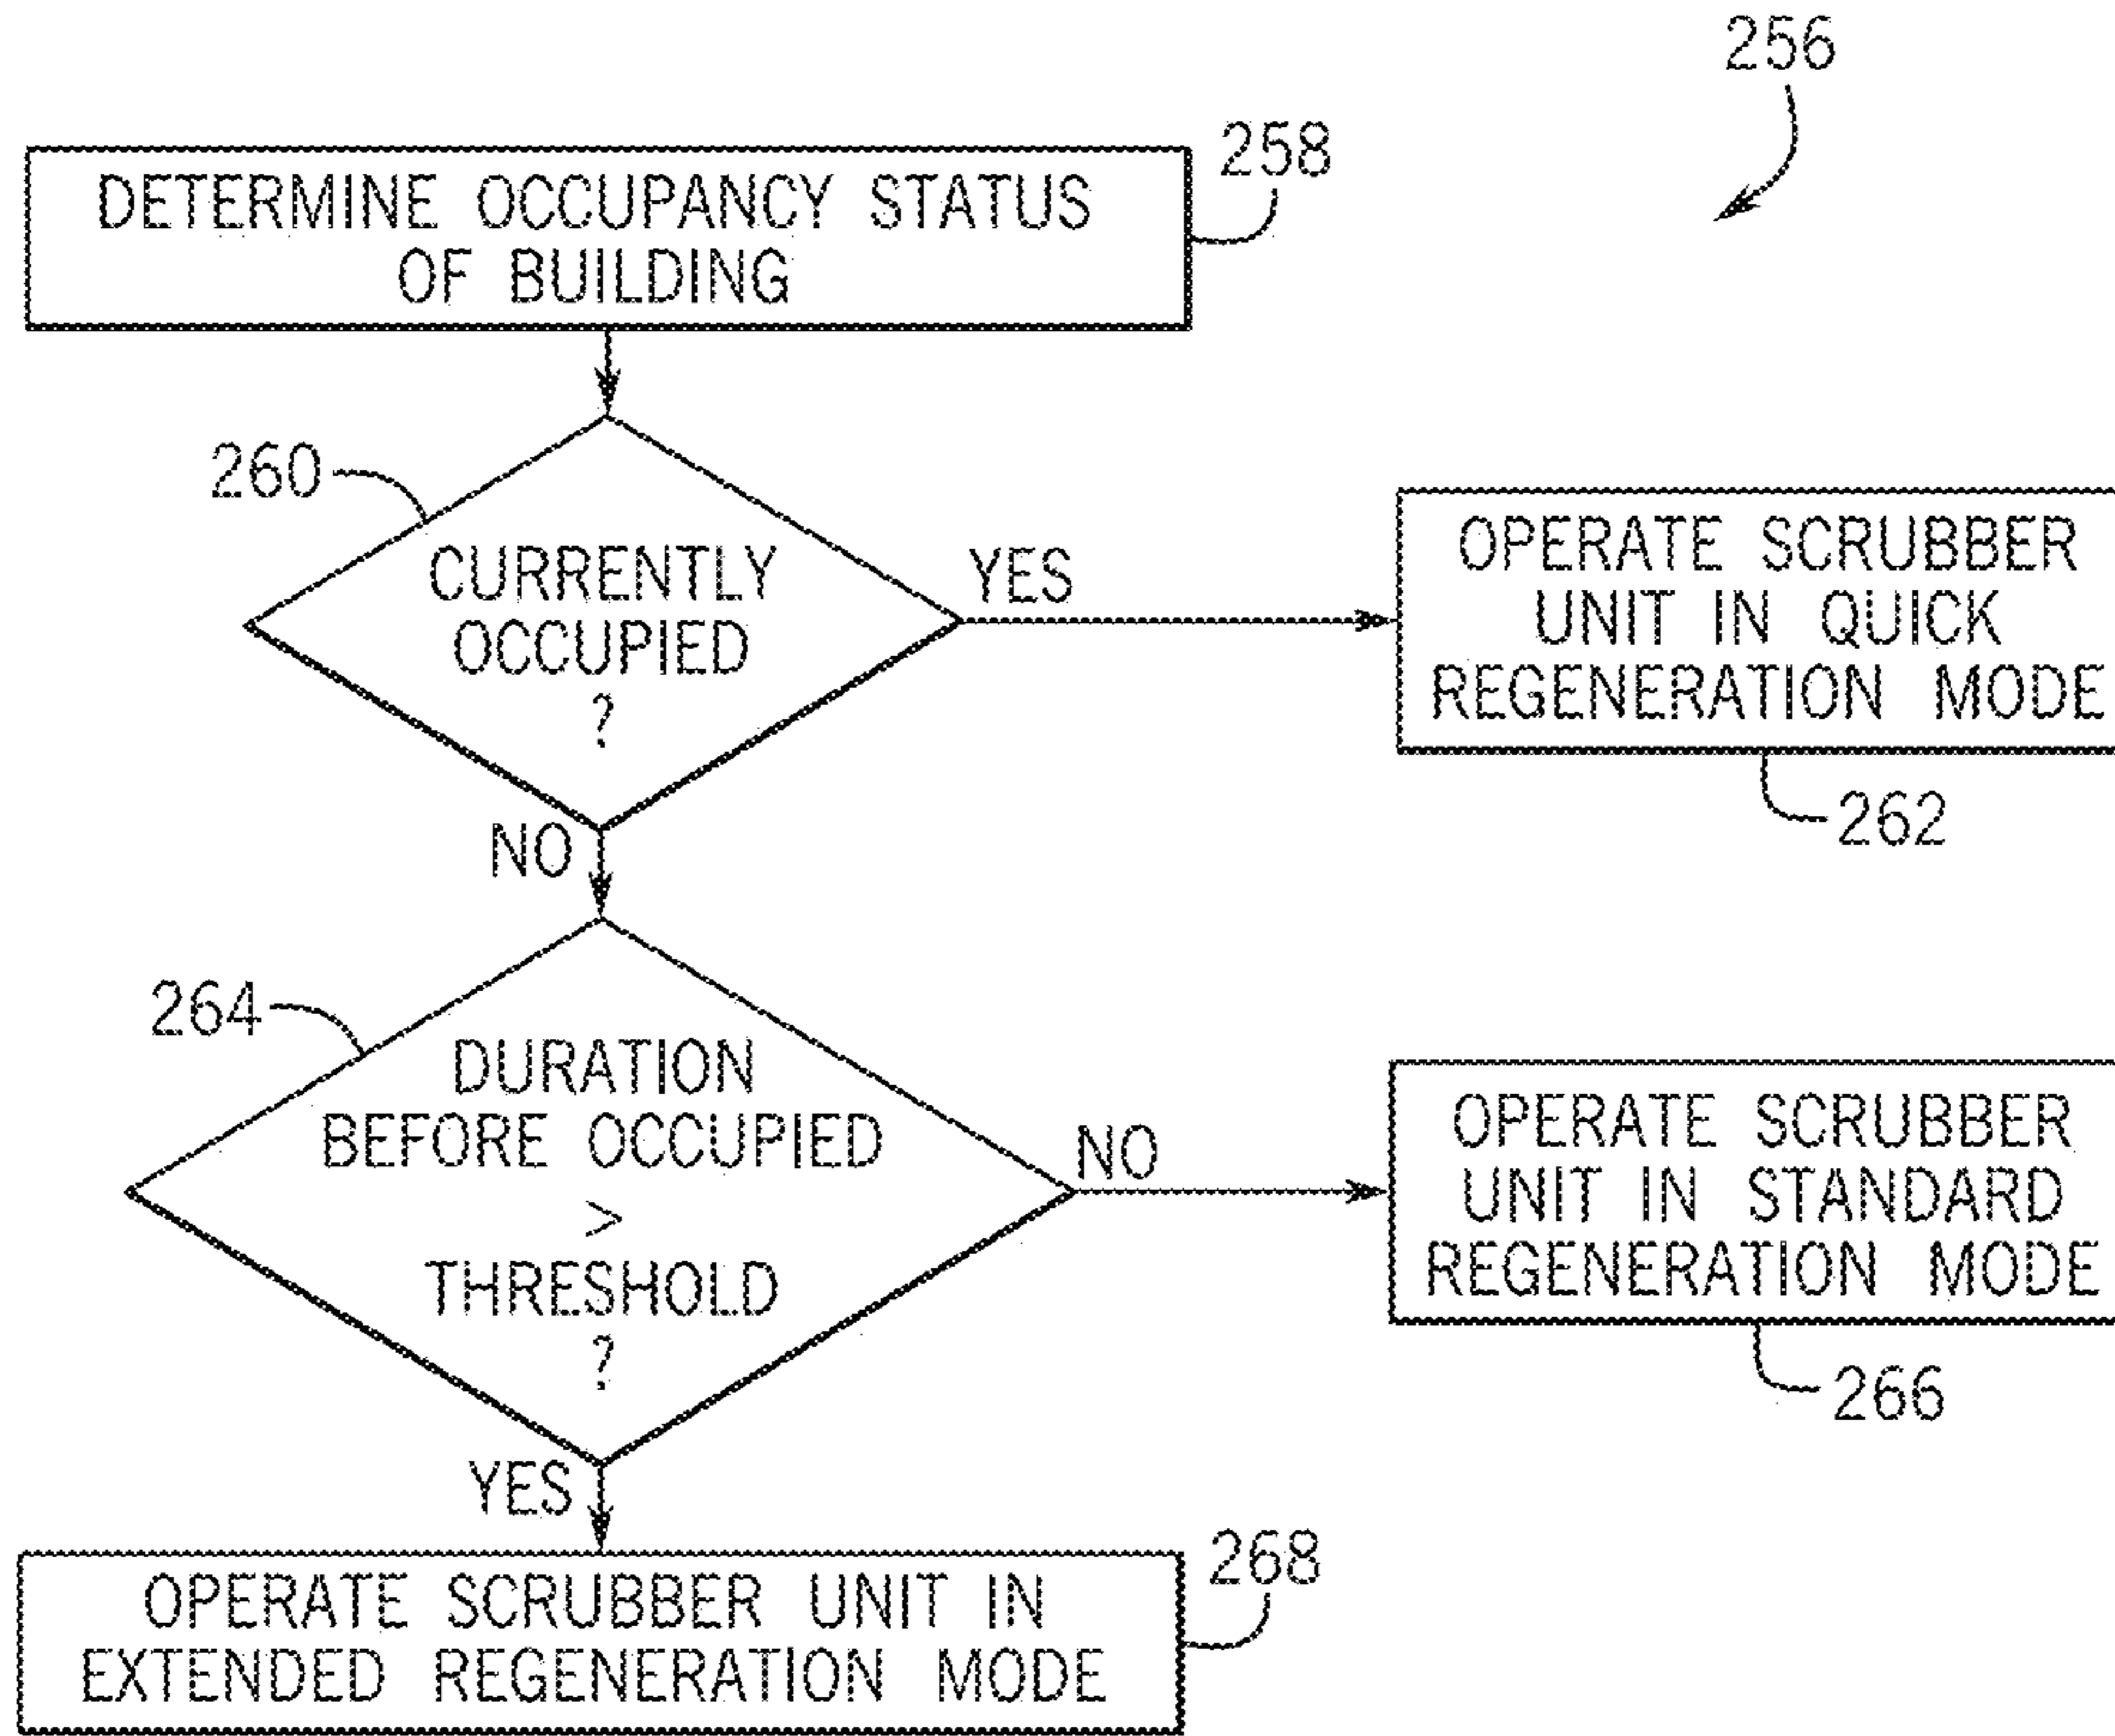 256
DETERMINE OCCUPANCY STATUS
OF BUILDING
258
260
CURRENTLY
OCCUPIED
?
YES
OPERATE SCRUBBER
UNIT IN QUICK
REGENERATION MODE
262
NO
264
DURATION
BEFORE OCCUPIED
>
THRESHOLD
?
NO
OPERATE SCRUBBER
UNIT IN STANDARD
REGENERATION MODE
266
YES
OPERATE SCRUBBER UNIT IN
EXTENDED REGENERATION MODE
268